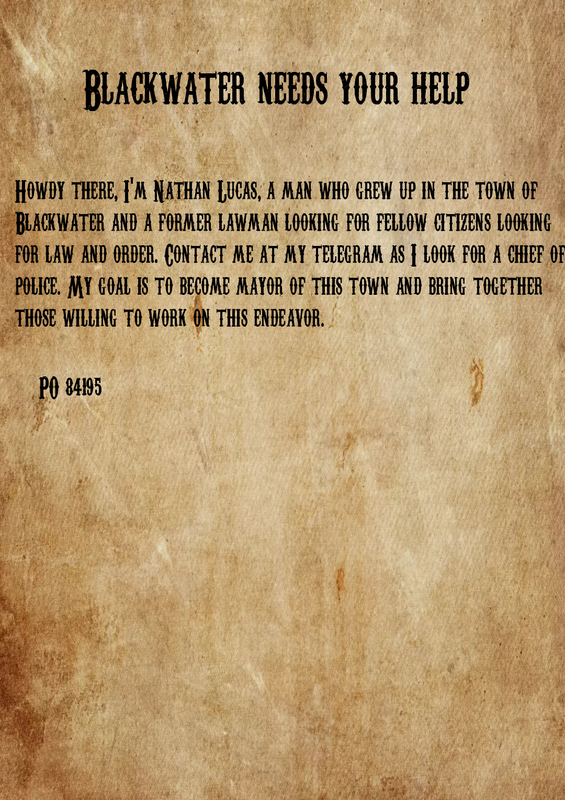 Blackwater needs your help
Howdy there, I'm Nathan Lucas, a man who grew up in the town of
Blackwater and a former lawman looking for fellow citizens looking
for law and order. Contact me at my telegram as I look for a chief of
police. My goal is to become mayor of this town and bring together
those willing to work on this endeavor.
PO 84195